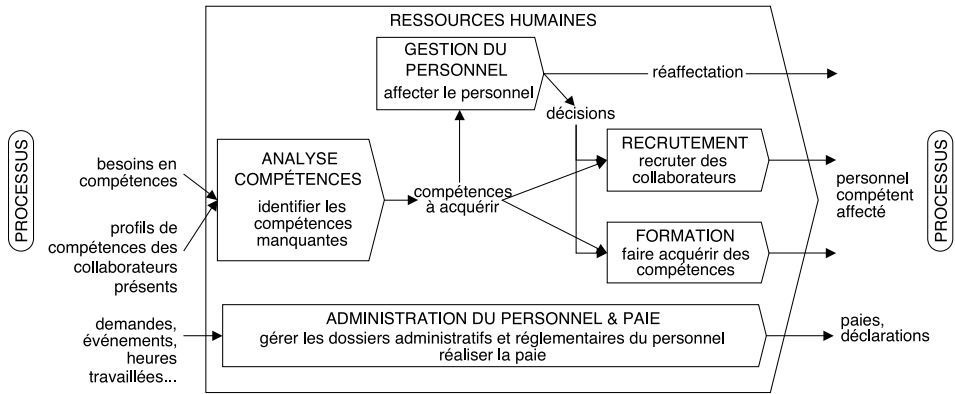 RESSOURCES HUMAINES
GESTION DU
PERSONNEL
affecter le personnel
réaffectation
décisions
PROCESSUS
besoins en
compétences
profils de
compétences des
collaborateurs
présents
ANALYSE
COMPÉTENCES
identifier les
compétences
manquantes
compétences
à acquérir
RECRUTEMENT
recruter des
collaborateurs
FORMATION
faire acquérir des
compétences
personnel
compétent
affecté
PROCESSUS
demandes,
événements,
heures
travaillées...
ADMINISTRATION DU PERSONNEL & PAIE
gérer les dossiers administratifs et réglementaires du personnel
réaliser la paie
paies,
déclarations